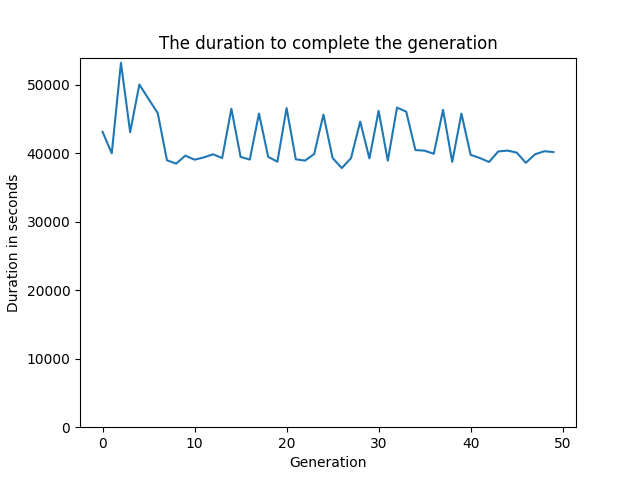 The duration to complete the generation
Duration in seconds
50000
40000
30000
20000
10000
0
0 10 20 30 40 50
Generation